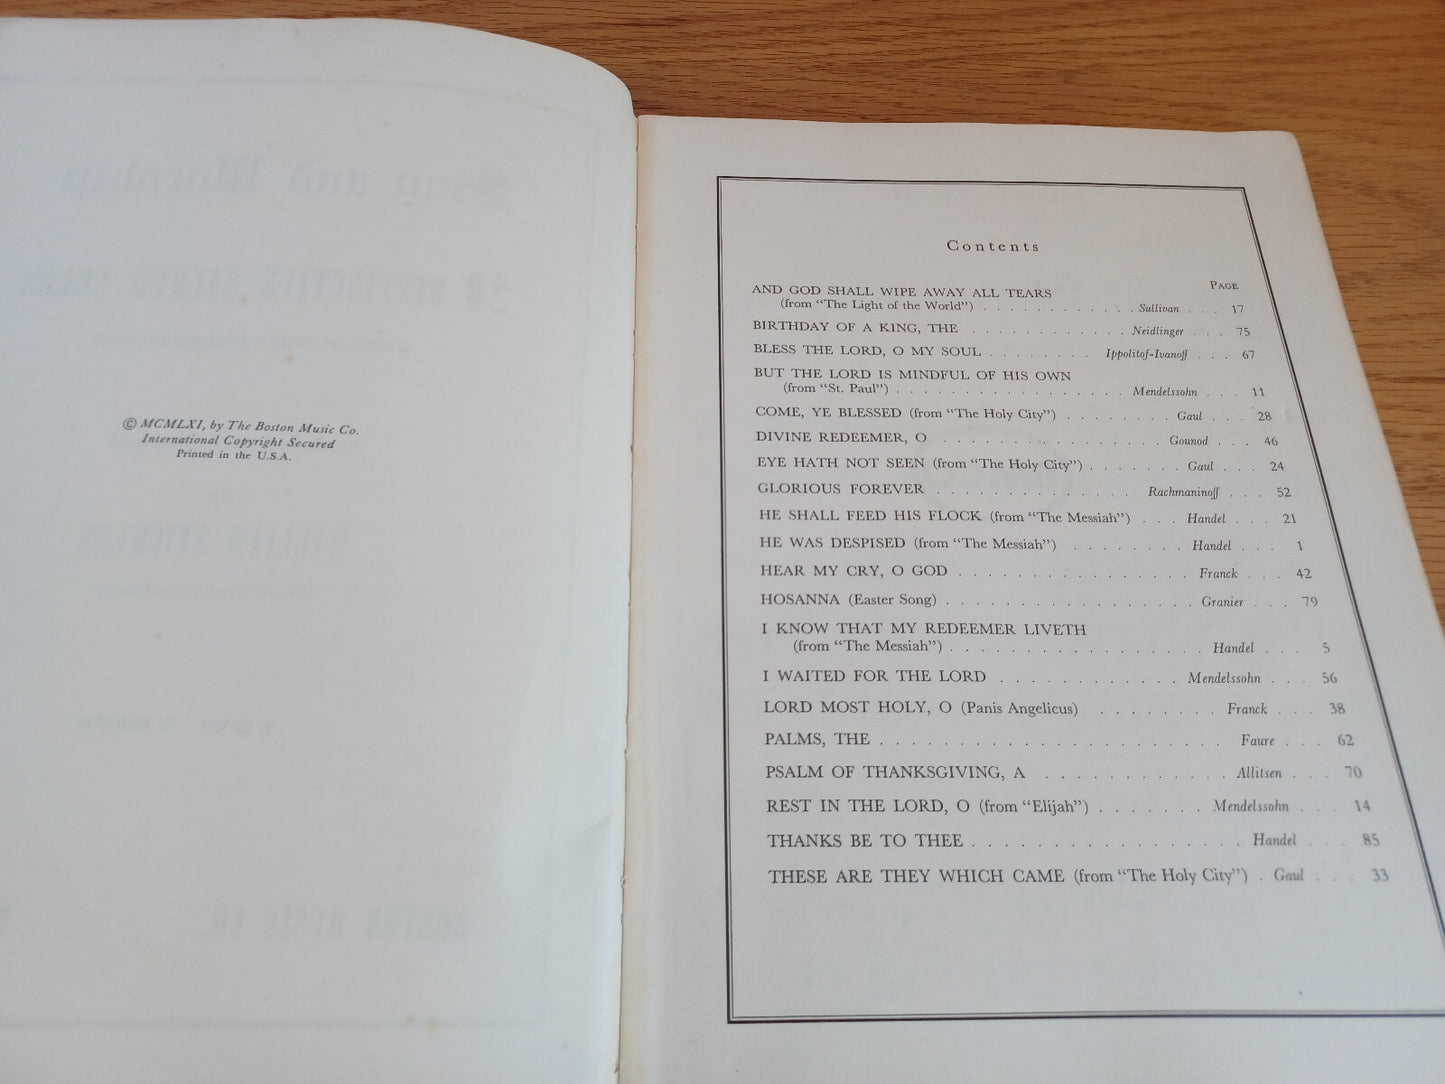 © MCMLXI, by The Boston Music Co.
International Copyright Secured
Printed in the U.S.A.
Contents
PAGE
AND GOD SHALL WIPE AWAY ALL TEARS
(from "The Light of the World") . . . . . . . . . . . Sullivan . . . 17
BIRTHDAY OF A KING, THE . . . . . . . . . . . Neidlinger . . . 75
BLESS THE LORD, O MY SOUL . . . . . . . Ippolitof-Ivanoff . . . 67
BUT THE LORD IS MINDFUL OF HIS OWN
(from "St. Paul") . . . . . . . . . . . . . . . . Mendelssohn . . . 11
COME, YE BLESSED (from "The Holy City") . . . . . . . Gaul . . . 28
DIVINE REDEEMER, O . . . . . . . . . . . . . . Gounod . . . 46
EYE HATH NOT SEEN (from "The Holy City") . . . . . . Gaul . . . 24
GLORIOUS FOREVER . . . . . . . . . . . . . Rachmaninoff . . . 52
HE SHALL FEED HIS FLOCK (from "The Messiah") . . . Handel . . . 21
HE WAS DESPISED (from "The Messiah") . . . . . . . . Handel . . . 1
HEAR MY CRY, O GOD . . . . . . . . . . . . . . . Franck . . . 42
HOSANNA (Easter Song) . . . . . . . . . . . . . . . . Granier . . . 79
I KNOW THAT MY REDEEMER LIVETH
(from "The Messiah") . . . . . . . . . . . . . . . . . Handel . . . 5
I WAITED FOR THE LORD . . . . . . . . . . . . Mendelssohn . . . 56
LORD MOST HOLY, O (Panis Angelicus) . . . . . . . . Franck . . . 38
PALMS, THE . . . . . . . . . . . . . . . . . . . . . . Faure . . . 62
PSALM OF THANKSGIVING, A . . . . . . . . . . . . Allitsen . . . 70
REST IN THE LORD, O (from "Elijah") . . . . . . . Mendelssohn . . . 14
THANKS BE TO THEE . . . . . . . . . . . . . . . . . Handel . . . 85
THESE ARE THEY WHICH CAME (from "The Holy City") . Gaul . . . 33